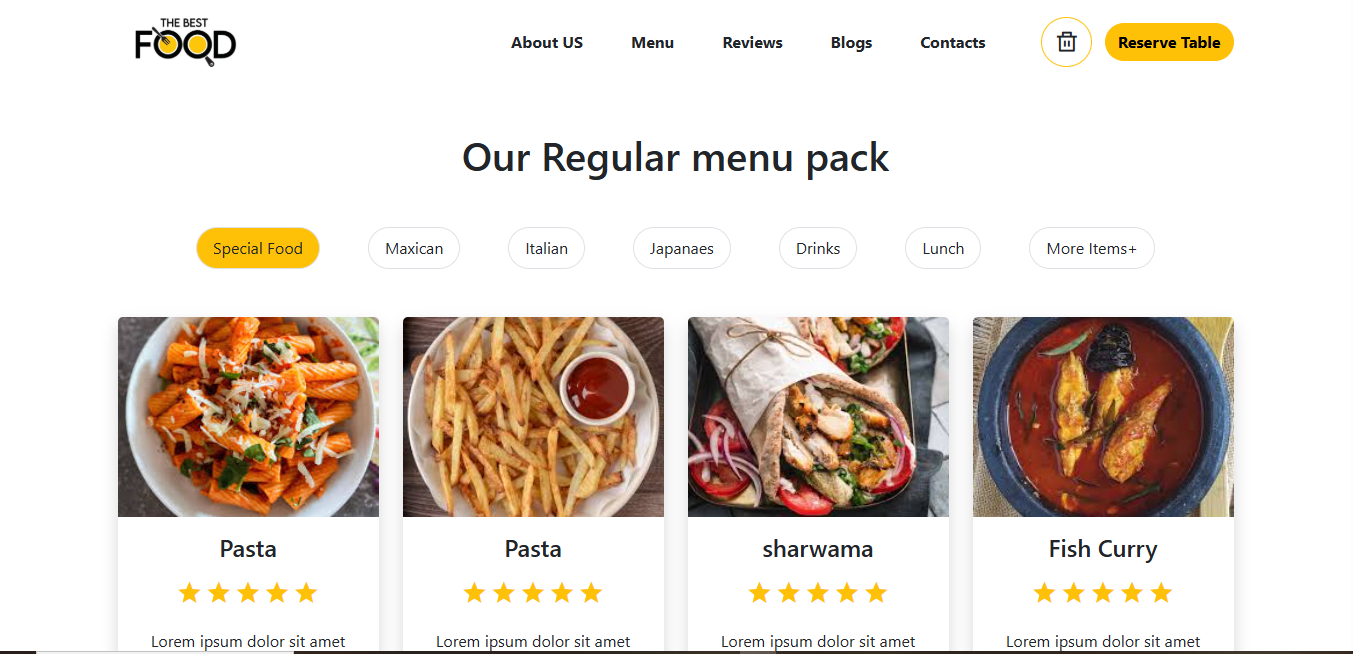 THE BEST
FOOD
About US Menu Reviews Blogs Contacts Reserve Table
Our Regular menu pack
Special Food Maxican Italian Japanaes Drinks Lunch More Items+
Pasta Pasta sharwama Fish Curry
Lorem ipsum dolor sit amet Lorem ipsum dolor sit amet Lorem ipsum dolor sit amet Lorem ipsum dolor sit amet